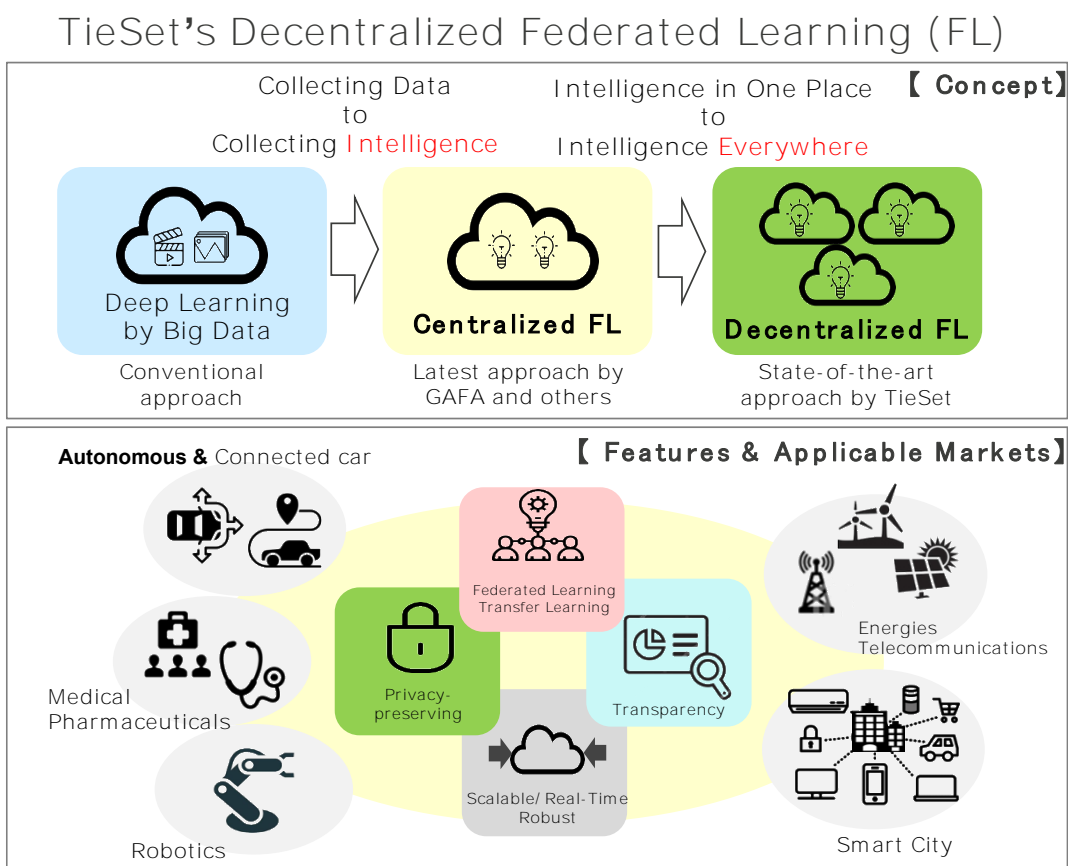 TieSet's Decentralized Federated Learning (FL)
【 Concept】
Collecting Data
to
Collecting Intelligence
Intelligence in One Place
to
Intelligence Everywhere
Deep Learning
by Big Data
Centralized FL
Decentralized FL
Conventional
approach
Latest approach by
GAFA and others
State-of-the-art
approach by TieSet
【 Features & Applicable Markets】
Autonomous & Connected car
Federated Learning
Transfer Learning
Privacy-
preserving
Transparency
Scalable/Real-Time
Robust
Energies
Telecommunications
Medical
Pharmaceuticals
Robotics
Smart City